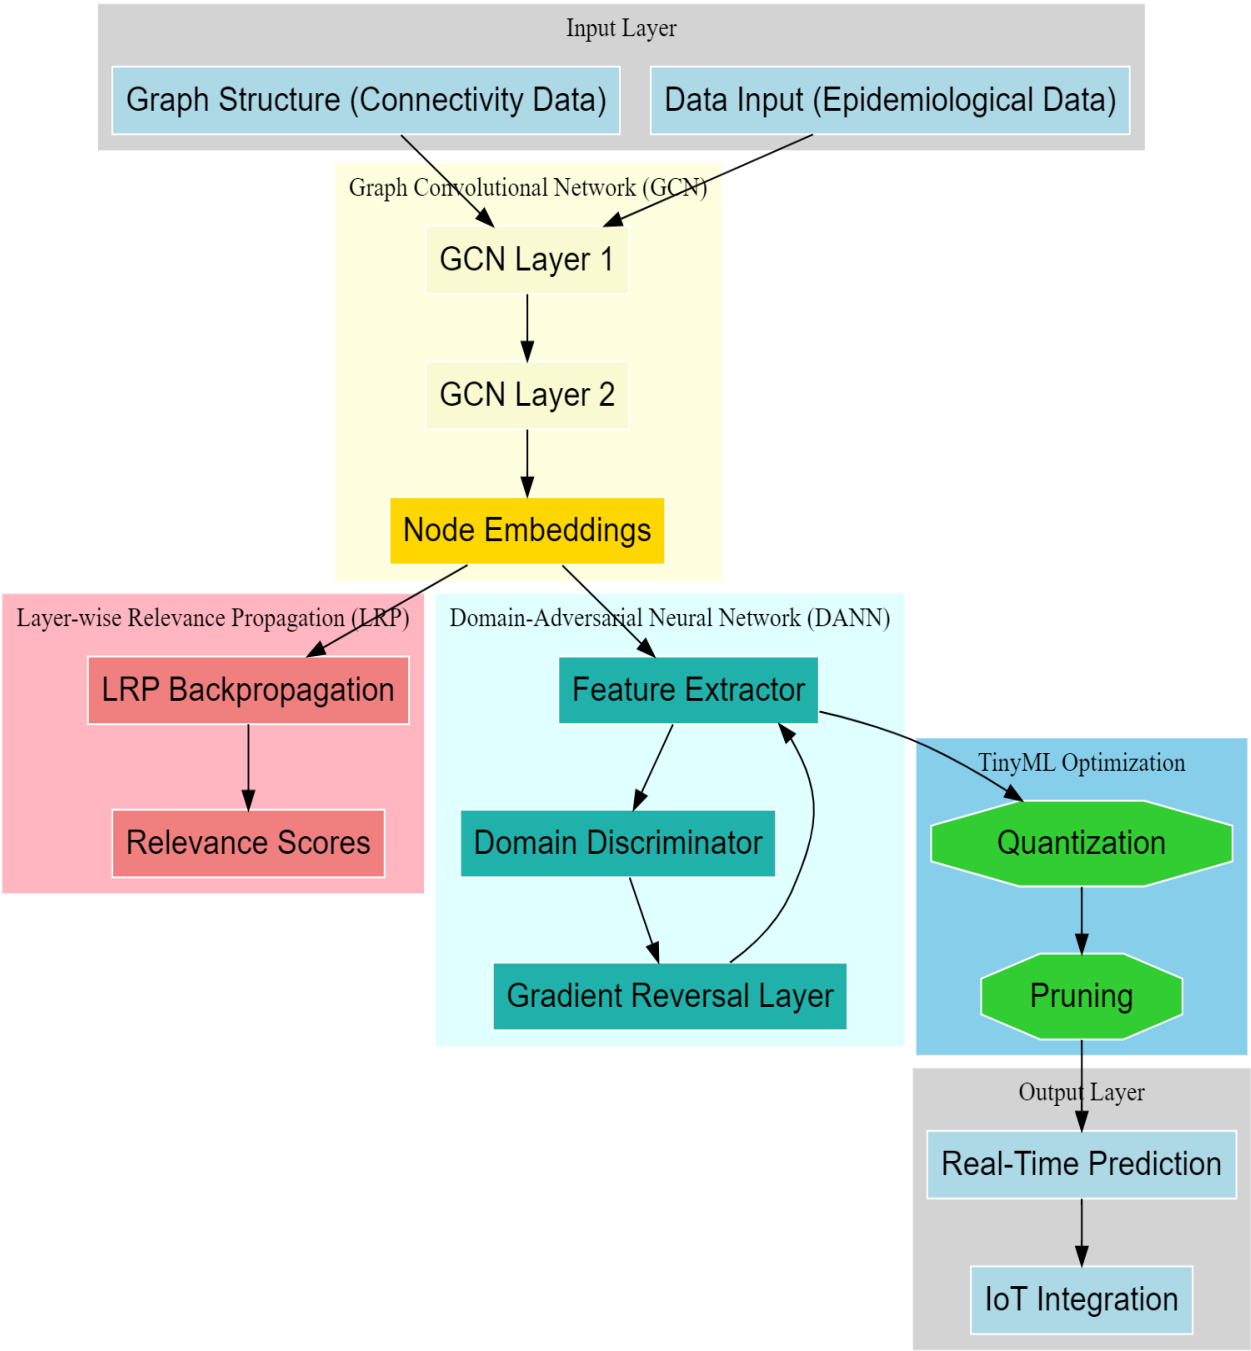 Input Layer
Graph Structure (Connectivity Data)
Data Input (Epidemiological Data)
Graph Convolutional Network (GCN)
GCN Layer 1
GCN Layer 2
Node Embeddings
Layer-wise Relevance Propagation (LRP)
LRP Backpropagation
Relevance Scores
Domain-Adversarial Neural Network (DANN)
Feature Extractor
Domain Discriminator
Gradient Reversal Layer
TinyML Optimization
Quantization
Pruning
Output Layer
Real-Time Prediction
IoT Integration